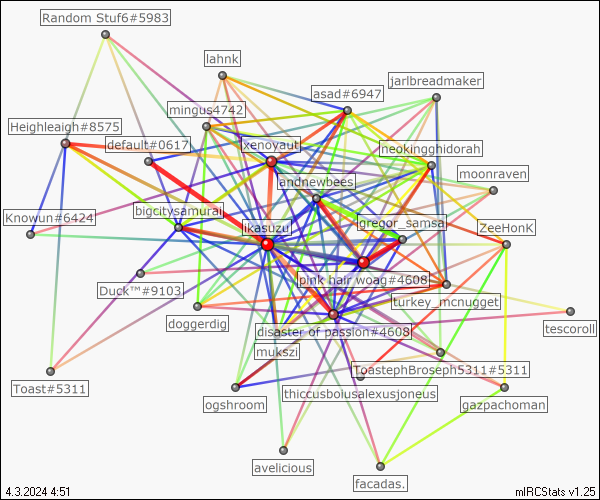 Random Stuf6#5983
lahnk
jarlbreadmaker
asad#6947
mingus4742
Heighleaigh#8575
default#0617
xenoyaut
neokingghidorah
moonraven
andnewbees
bigcitysamurai
Knowun#6424
likasuzu
gregor_samsa
ZeeHonK
Duck™#9103
pink hair woag#4608
turkey_mcnugget
doggerdig
disaster of passion#4608
tescoroll
mukszi
ToastephBroseph5311#5311
Toast#5311
ogshroom
thiccusbolusalexusjoneus
gazpachoman
avelicious
facadas.
4.3.2024 4:51
mIRCStats v1.25